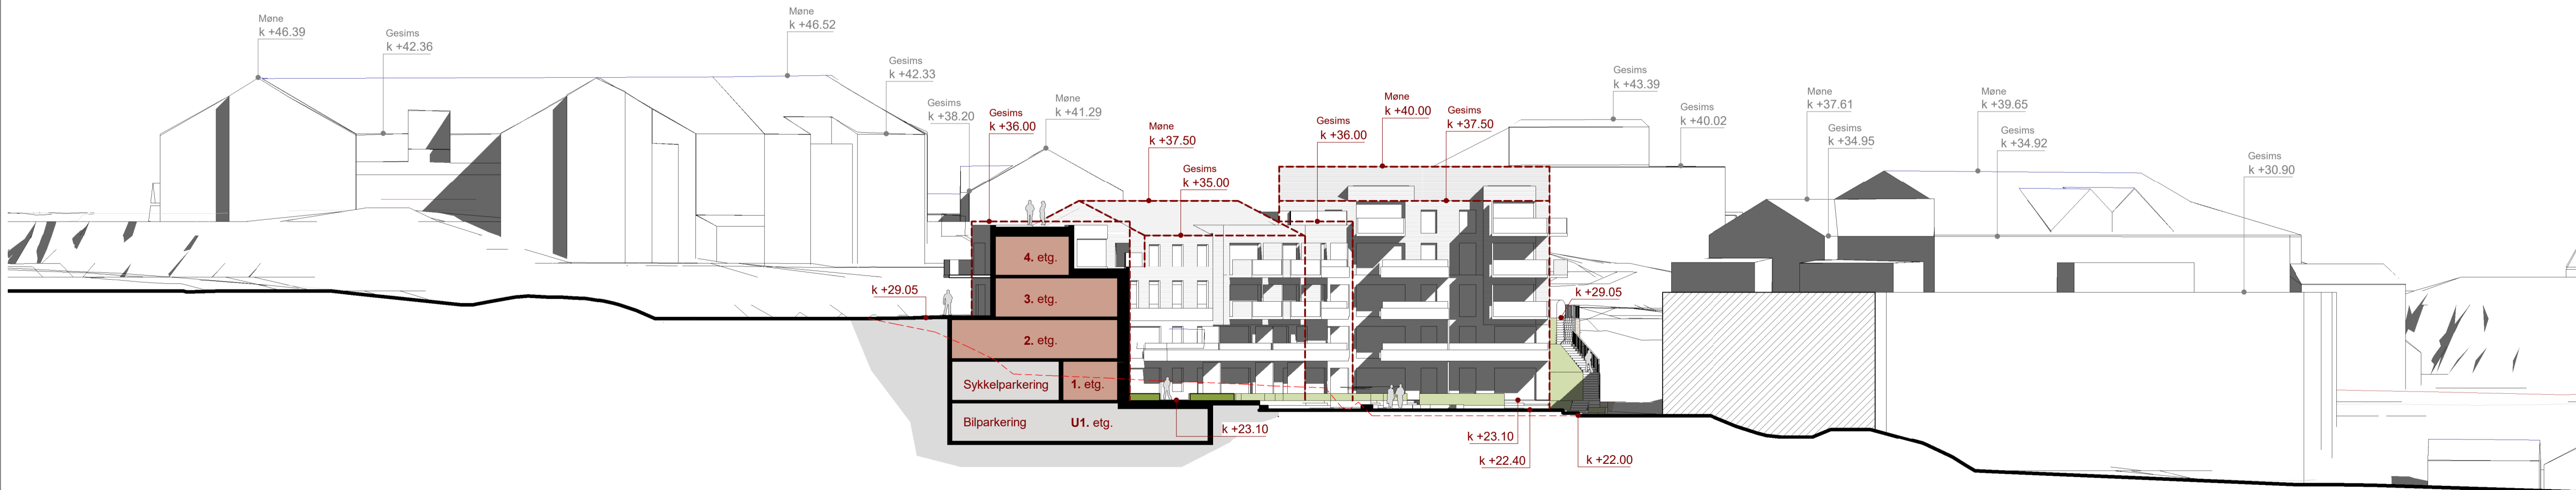 Møne
k +46.39
Gesims
k +42.36
Møne
k +46.52
Gesims
k +42.33
Gesims
k +38.20
Gesims
k +36.00
Møne
k +41.29
Møne
k +37.50
Gesims
k +35.00
Gesims
k +36.00
Møne
k +40.00
Gesims
k +37.50
Gesims
k +43.39
Gesims
k +40.02
Møne
k +37.61
Gesims
k +34.95
Møne
k +39.65
Gesims
k +34.92
Gesims
k +30.90
k +29.05
4. etg.
3. etg.
2. etg.
Sykkelparkering
1. etg.
Bilparkering
U1. etg.
k +23.10
k +29.05
k +23.10
k +22.40
k +22.00